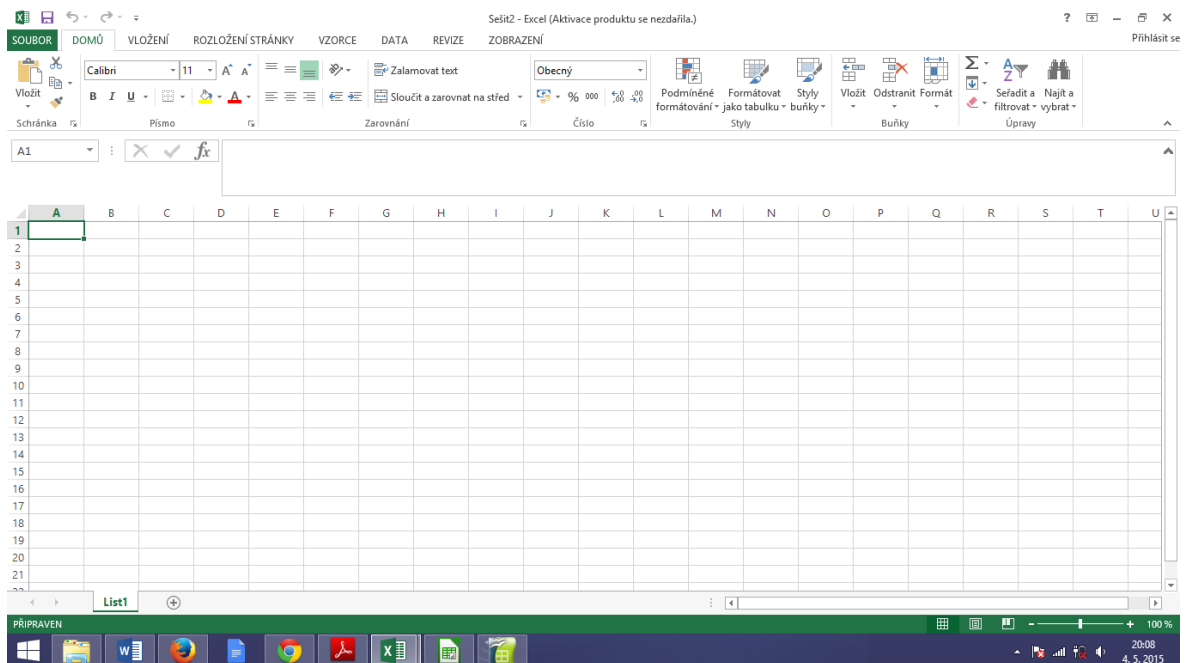 Sešit2 - Excel (Aktivace produktu se nezdařila.)
?
SOUBOR DOMŮ VLOŽENÍ ROZLOŽENÍ STRÁNKY VZORCE DATA REVIZE ZOBRAZENÍ Přihlásit se
Vložit
Schránka
Calibri 11 A A
B I U A
Písmo
Zalamovat text
Sloučit a zarovnat na střed
Zarovnání
Obecný
% 000 ,00 ,0
Číslo
Podmíněné formátování
Formátovat jako tabulku
Styly buňky
Styly
Vložit Odstranit Formát
Buňky
Σ
Seřadit a filtrovat
Najít a vybrat
Úpravy
A1 fx
A B C D E F G H I J K L M N O P Q R S T U
1
2
3
4
5
6
7
8
9
10
11
12
13
14
15
16
17
18
19
20
21
22
List1
PŘIPRAVEN 100 %
20:08
4. 5. 2015